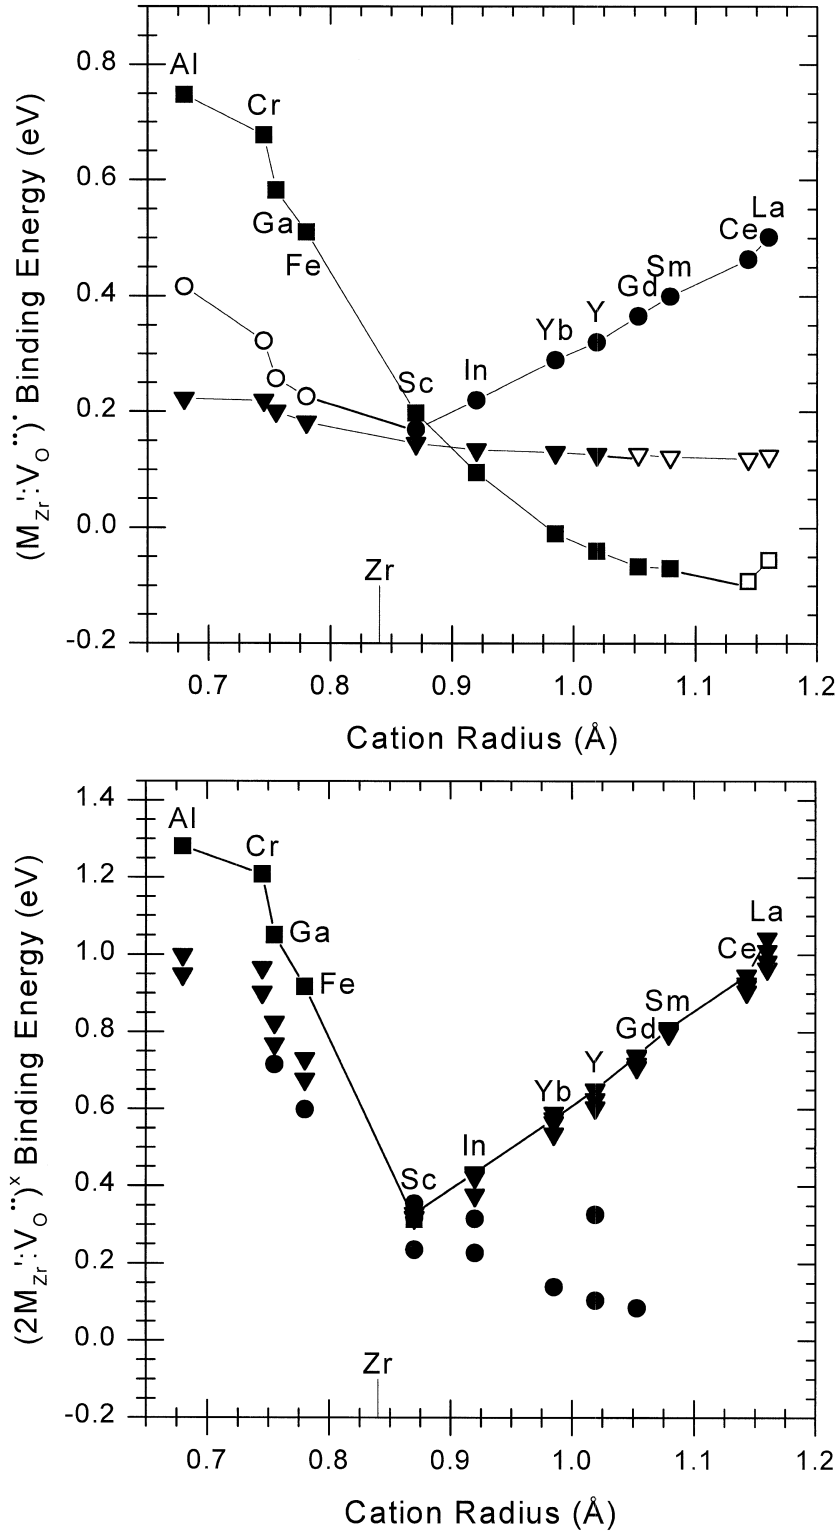 (M_Zr':V_O¨)˙ Binding Energy (eV)
0.8
0.6
0.4
0.2
0.0
-0.2
Al
Cr
Ga
Fe
Sc
In
Yb
Y
Gd
Sm
Ce
La
Zr
0.7 0.8 0.9 1.0 1.1 1.2
Cation Radius (Å)
(2M_Zr':V_O¨)ˣ Binding Energy (eV)
1.4
1.2
1.0
0.8
0.6
0.4
0.2
0.0
-0.2
Al
Cr
Ga
Fe
Sc
In
Yb
Y
Gd
Sm
Ce
La
Zr
0.7 0.8 0.9 1.0 1.1 1.2
Cation Radius (Å)